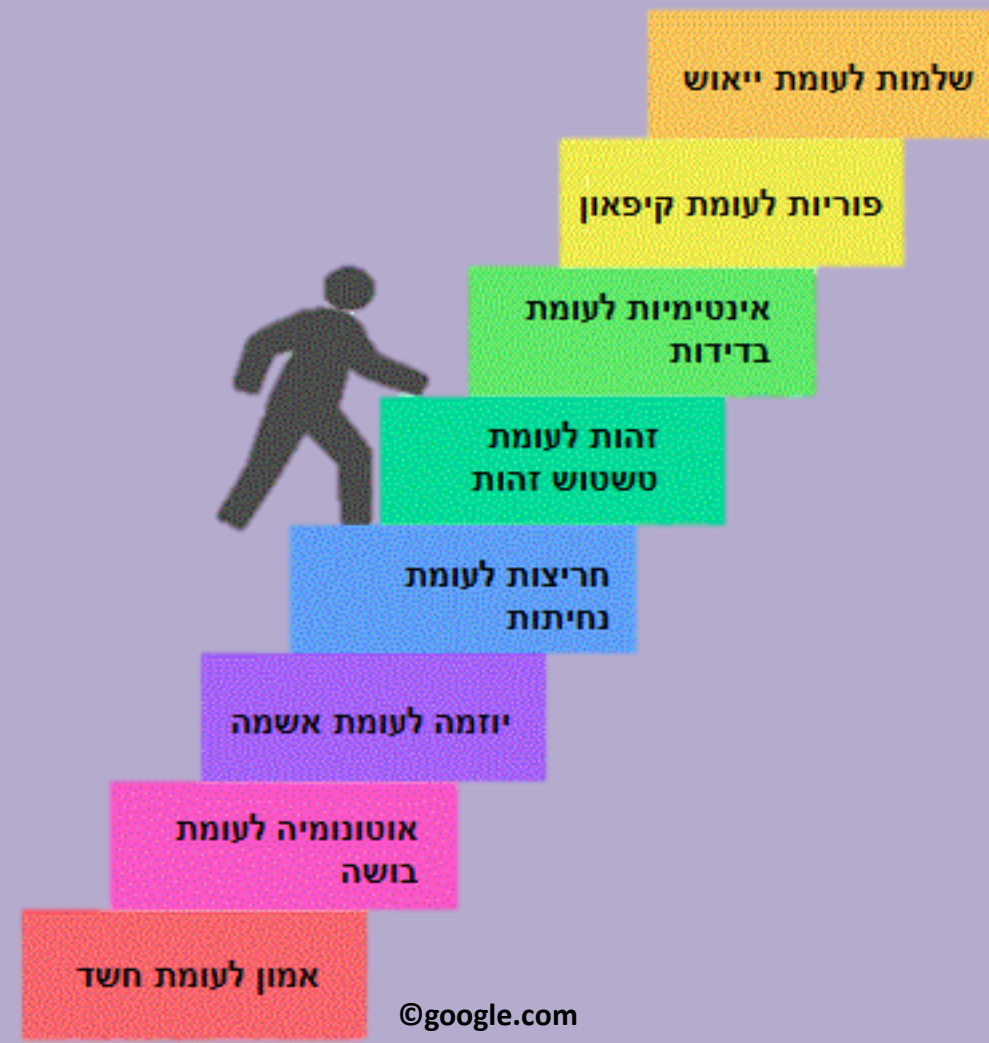 שלמות לעומת ייאוש
פוריות לעומת קיפאון
אינטימיות לעומת
בדידות
זהות לעומת
טשטוש זהות
חריצות לעומת
נחיתות
יוזמה לעומת אשמה
אוטונומיה לעומת
בושה
אמון לעומת חשד
©google.com